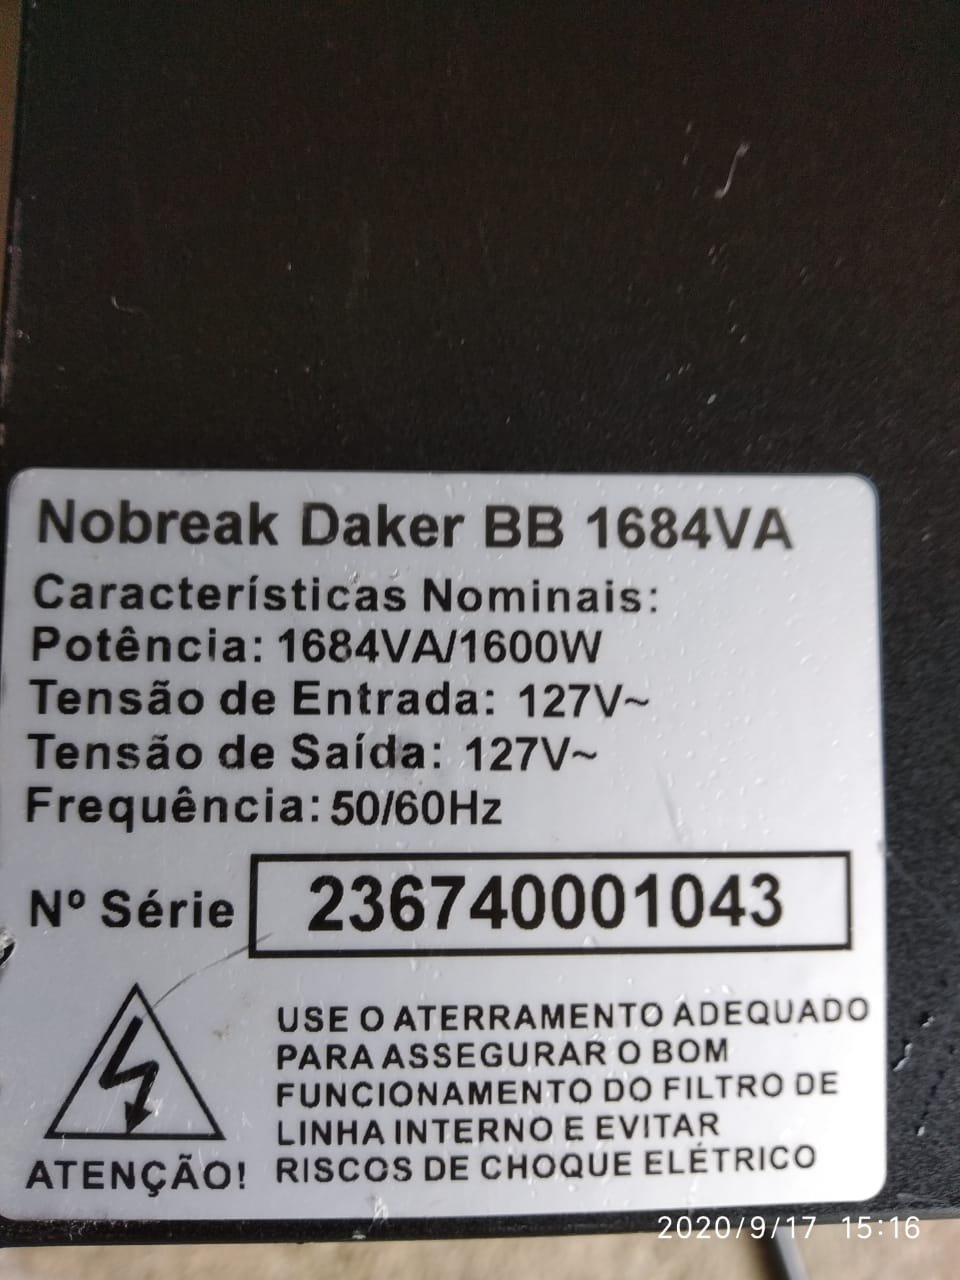 Nobreak Daker BB 1684VA
Características Nominais:
Potência: 1684VA/1600W
Tensão de Entrada: 127V~
Tensão de Saída: 127V~
Frequência: 50/60Hz
Nº Série 236740001043
USE O ATERRAMENTO ADEQUADO
PARA ASSEGURAR O BOM
FUNCIONAMENTO DO FILTRO DE
LINHA INTERNO E EVITAR
RISCOS DE CHOQUE ELÉTRICO
ATENÇÃO!
2020/9/17 15:16